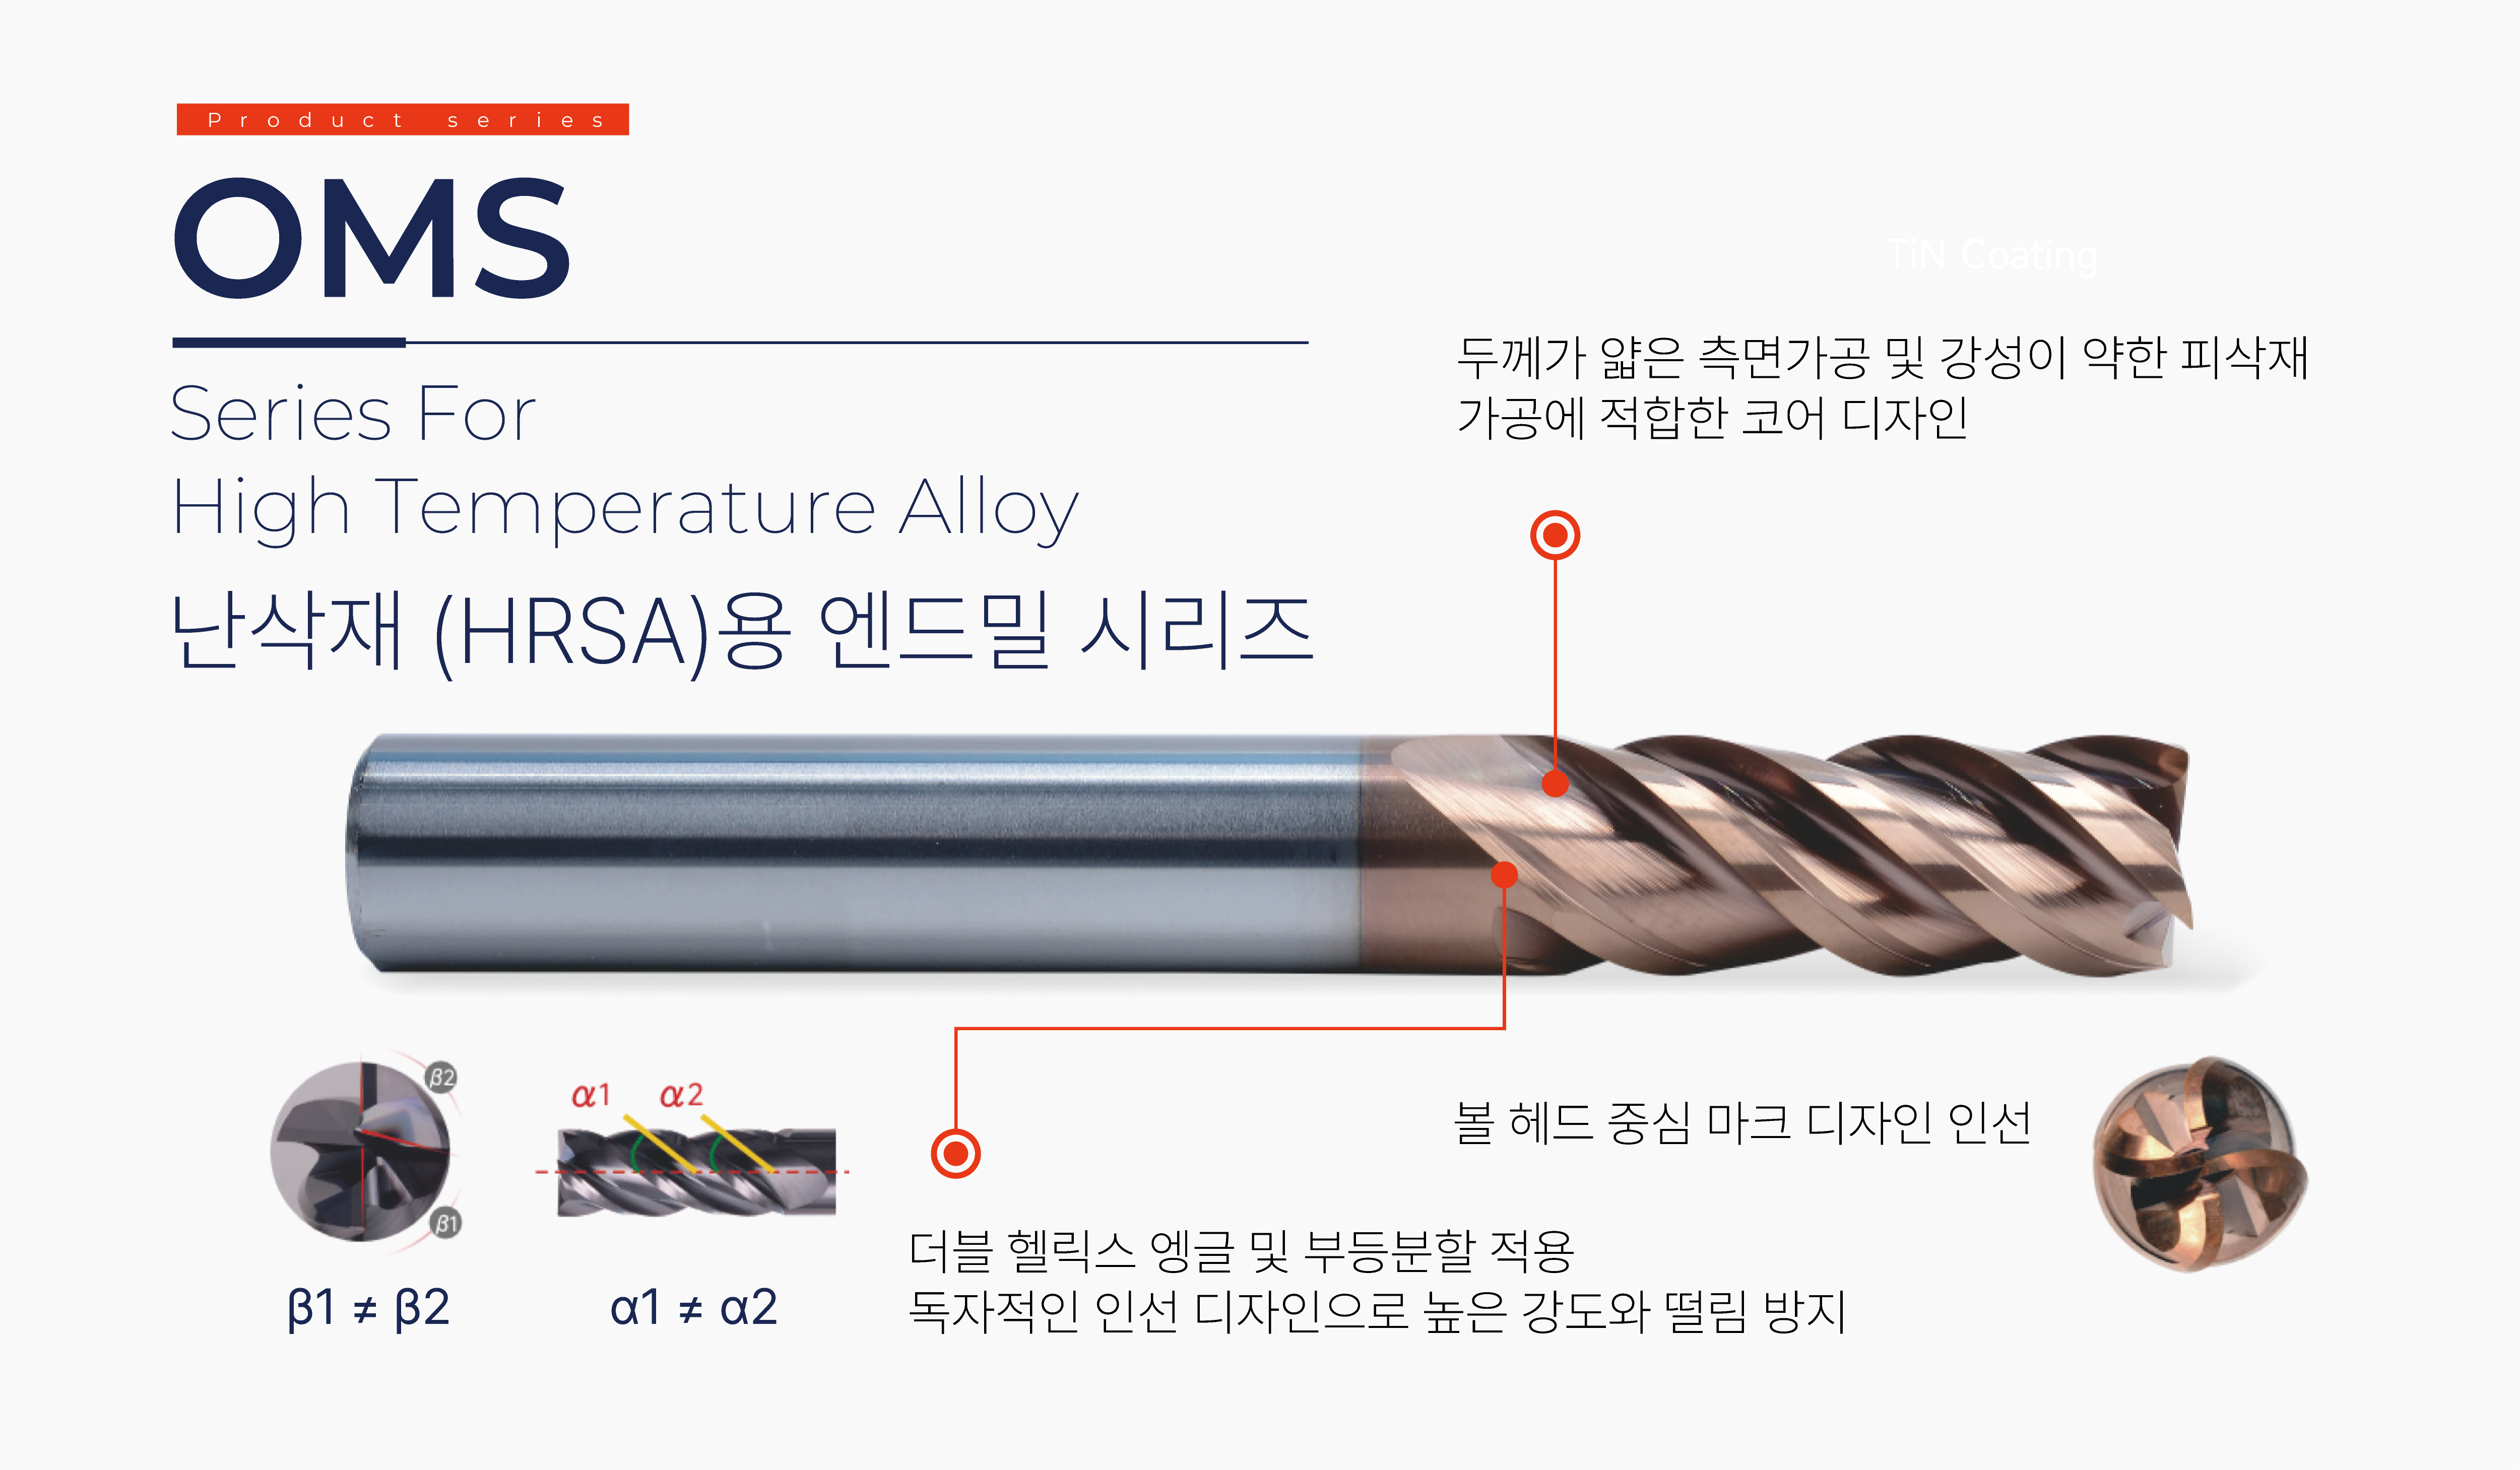 Product series
OMS
Series For
High Temperature Alloy
난삭재 (HRSA)용 엔드밀 시리즈
TiN Coating
두께가 얇은 측면가공 및 강성이 약한 피삭재
가공에 적합한 코어 디자인
β2
β1
β1 ≠ β2
α1 α2
α1 ≠ α2
볼 헤드 중심 마크 디자인 인선
더블 헬릭스 엥글 및 부등분할 적용
독자적인 인선 디자인으로 높은 강도와 떨림 방지